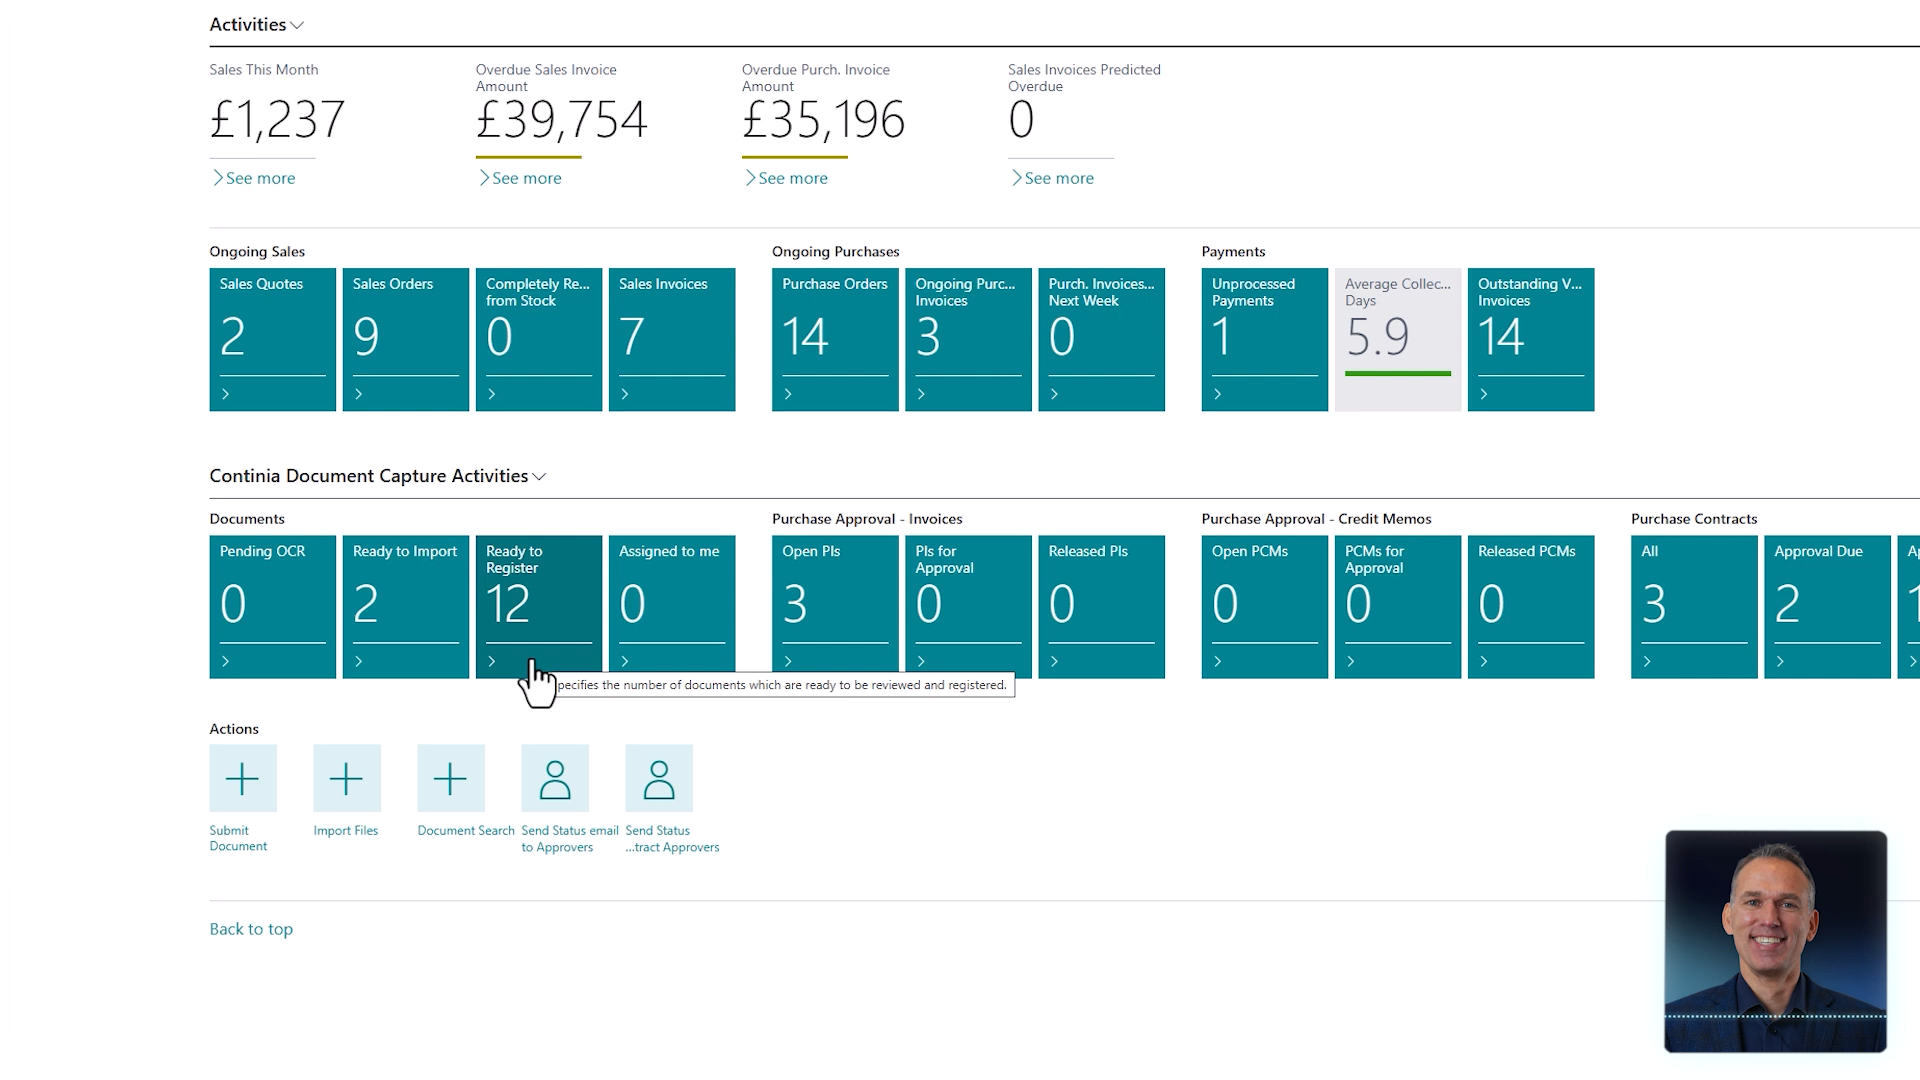 Activities
Sales This Month
£1,237
See more
Overdue Sales Invoice
Amount
£39,754
See more
Overdue Purch. Invoice
Amount
£35,196
See more
Sales Invoices Predicted
Overdue
0
See more
Ongoing Sales
Sales Quotes
2
Sales Orders
9
Completely Re...
from Stock
0
Sales Invoices
7
Ongoing Purchases
Purchase Orders
14
Ongoing Purc...
Invoices
3
Purch. Invoices...
Next Week
0
Payments
Unprocessed
Payments
1
Average Collec...
Days
5.9
Outstanding V...
Invoices
14
Continia Document Capture Activities
Documents
Pending OCR
0
Ready to Import
2
Ready to
Register
12
Assigned to me
0
pecifies the number of documents which are ready to be reviewed and registered.
Purchase Approval - Invoices
Open PIs
3
PIs for
Approval
0
Released PIs
0
Purchase Approval - Credit Memos
Open PCMs
0
PCMs for
Approval
0
Released PCMs
0
Purchase Contracts
All
3
Approval Due
2
Actions
Submit
Document
Import Files
Document Search
Send Status email
to Approvers
Send Status
...tract Approvers
Back to top